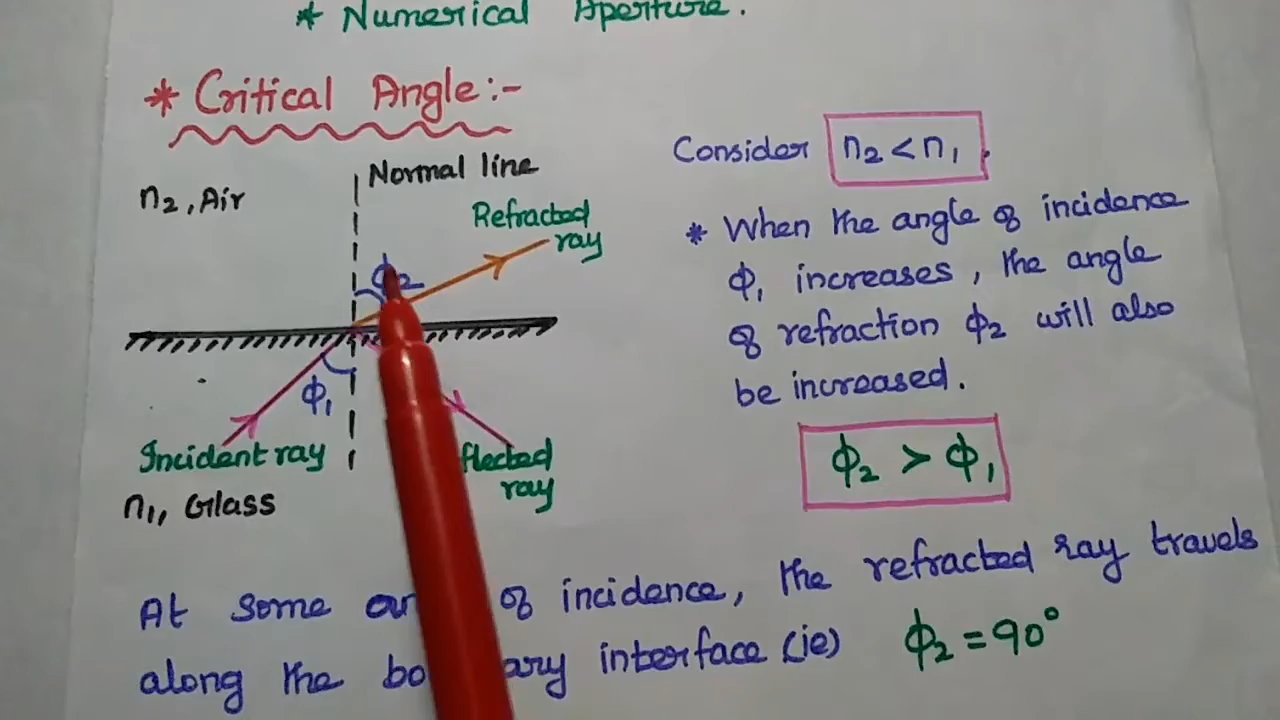 * Numerical Aperture.
* Critical Angle:-
n₂, Air
Normal line
Refracted
ray
ϕ₂
ϕ₁
Incident ray
flected
ray
n₁, Glass
Consider n₂ < n₁.
* When the angle of incidence
ϕ₁ increases, the angle
of refraction ϕ₂ will also
be increased.
ϕ₂ > ϕ₁
At some of incidence, the refracted ray travels
along the interface (ie) ϕ₂ = 90°